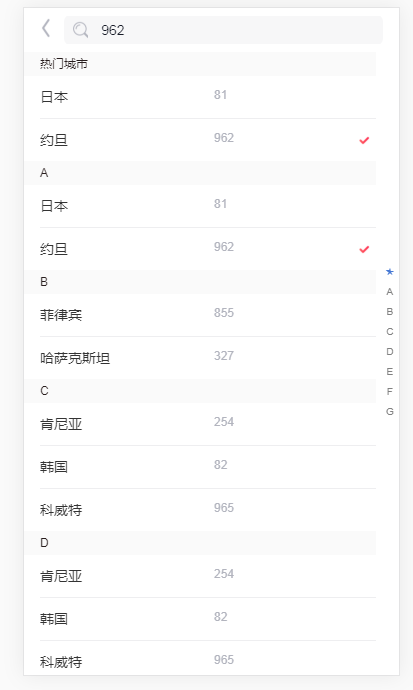 962
热门城市
日本 81
约旦 962
A
日本 81
约旦 962
B
菲律宾 855
哈萨克斯坦 327
C
肯尼亚 254
韩国 82
科威特 965
D
肯尼亚 254
韩国 82
科威特 965
A
B
C
D
E
F
G